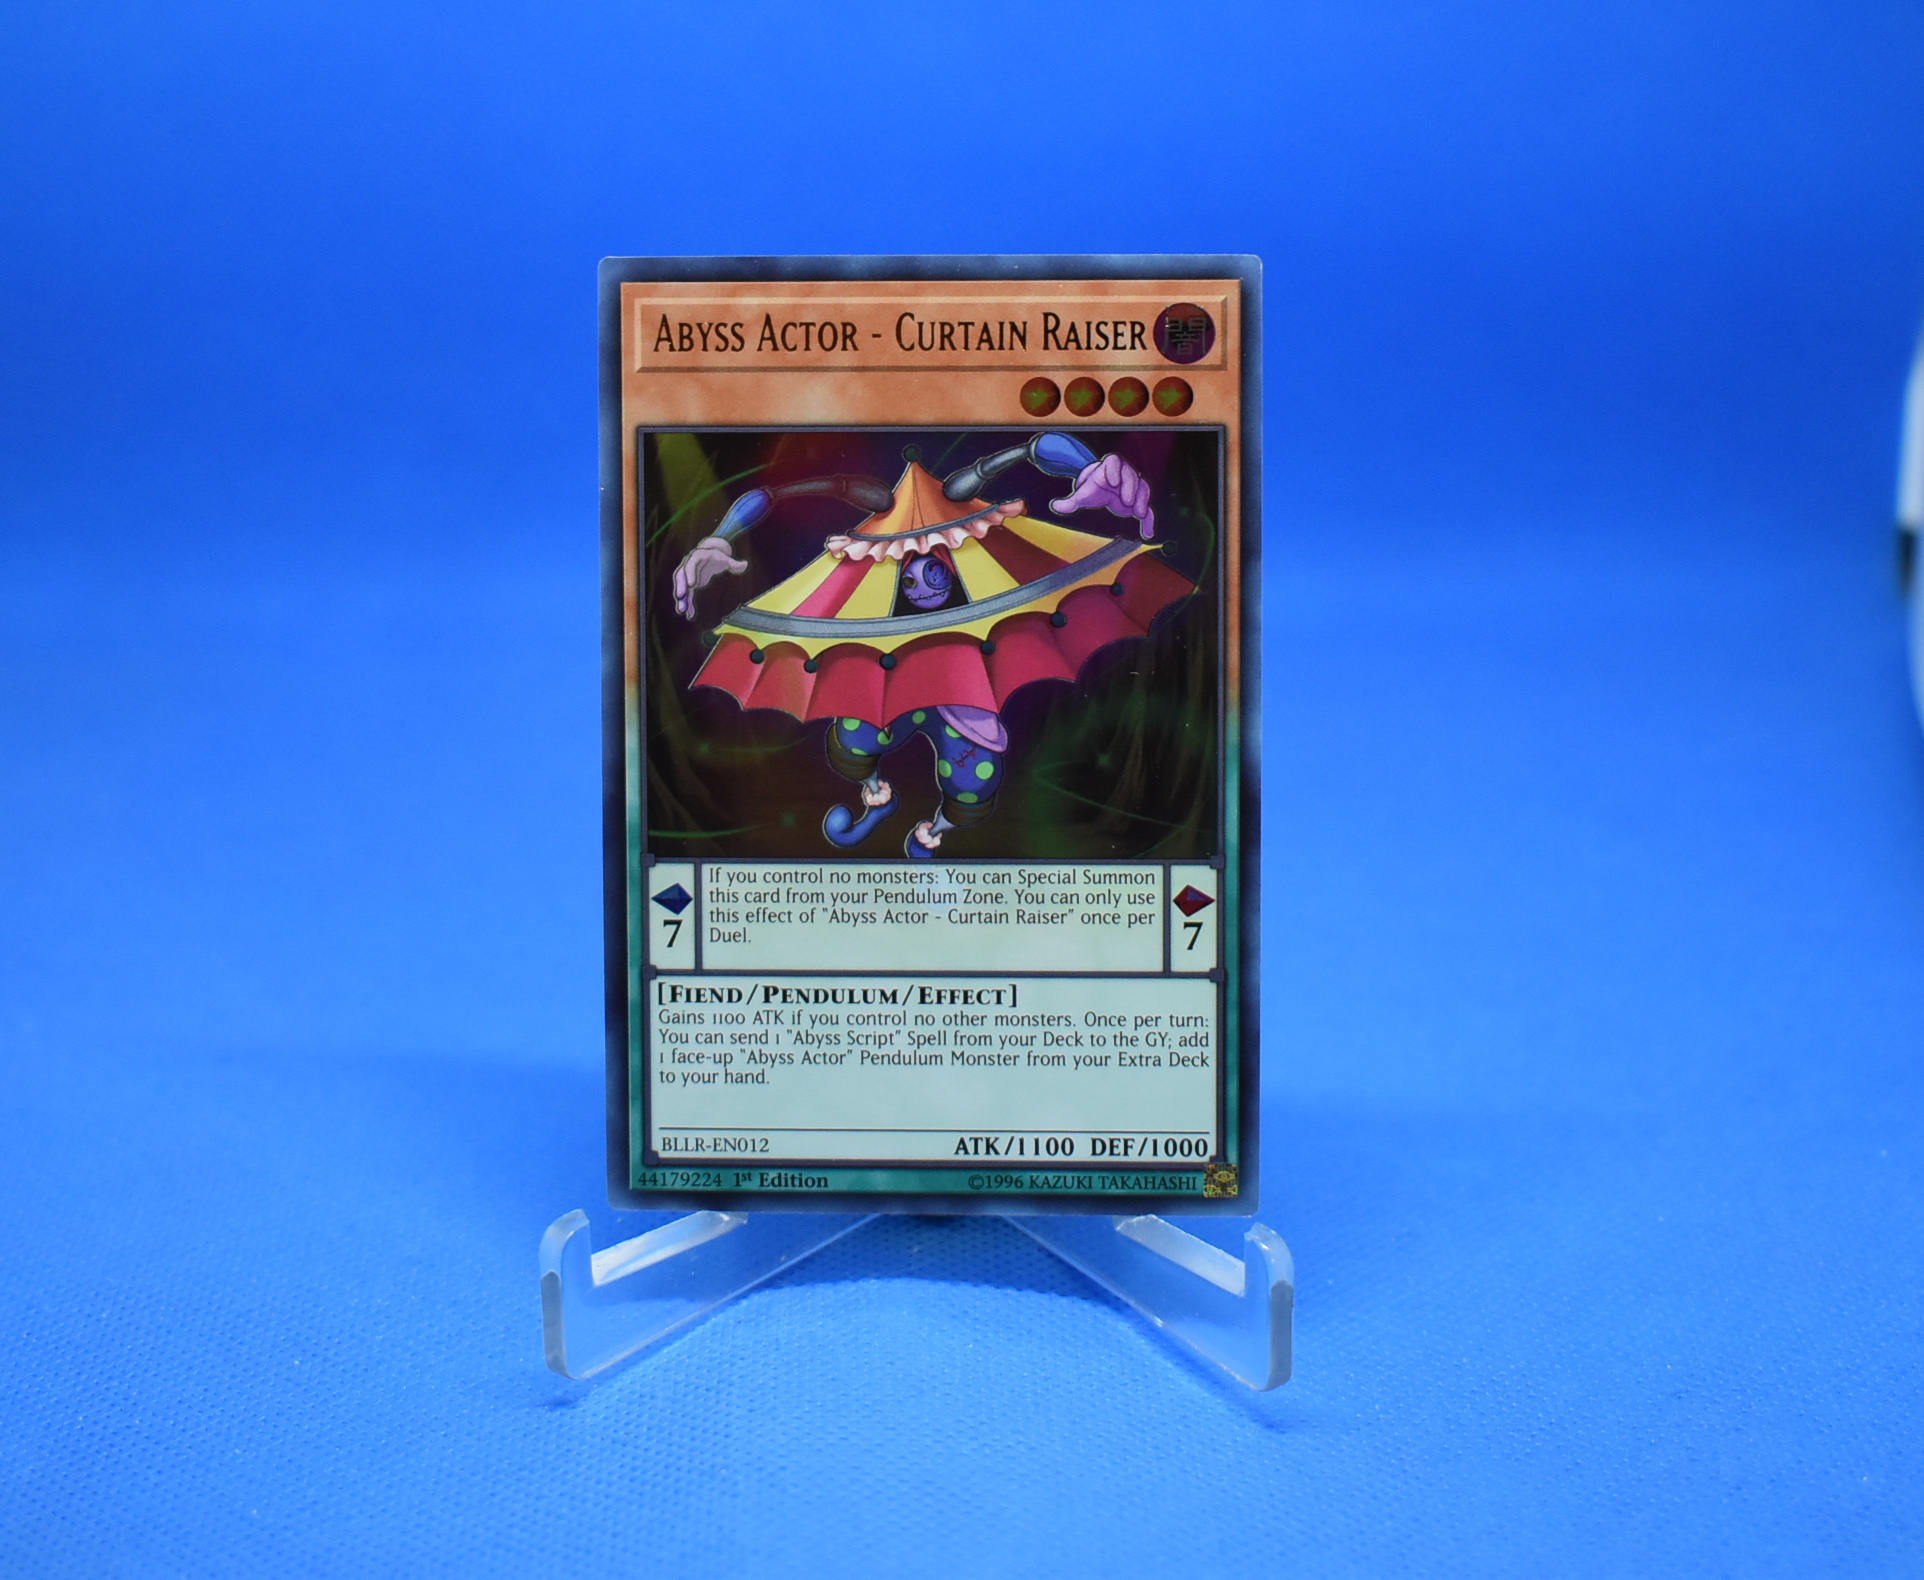 ABYSS ACTOR - CURTAIN RAISER 闇
If you control no monsters: You can Special Summon
this card from your Pendulum Zone. You can only use
this effect of "Abyss Actor - Curtain Raiser" once per
Duel.
7 7
[FIEND/PENDULUM/EFFECT]
Gains 1100 ATK if you control no other monsters. Once per turn:
You can send 1 "Abyss Script" Spell from your Deck to the GY; add
1 face-up "Abyss Actor" Pendulum Monster from your Extra Deck
to your hand.
BLLR-EN012 ATK/1100 DEF/1000
44179224 1st Edition ©1996 KAZUKI TAKAHASHI